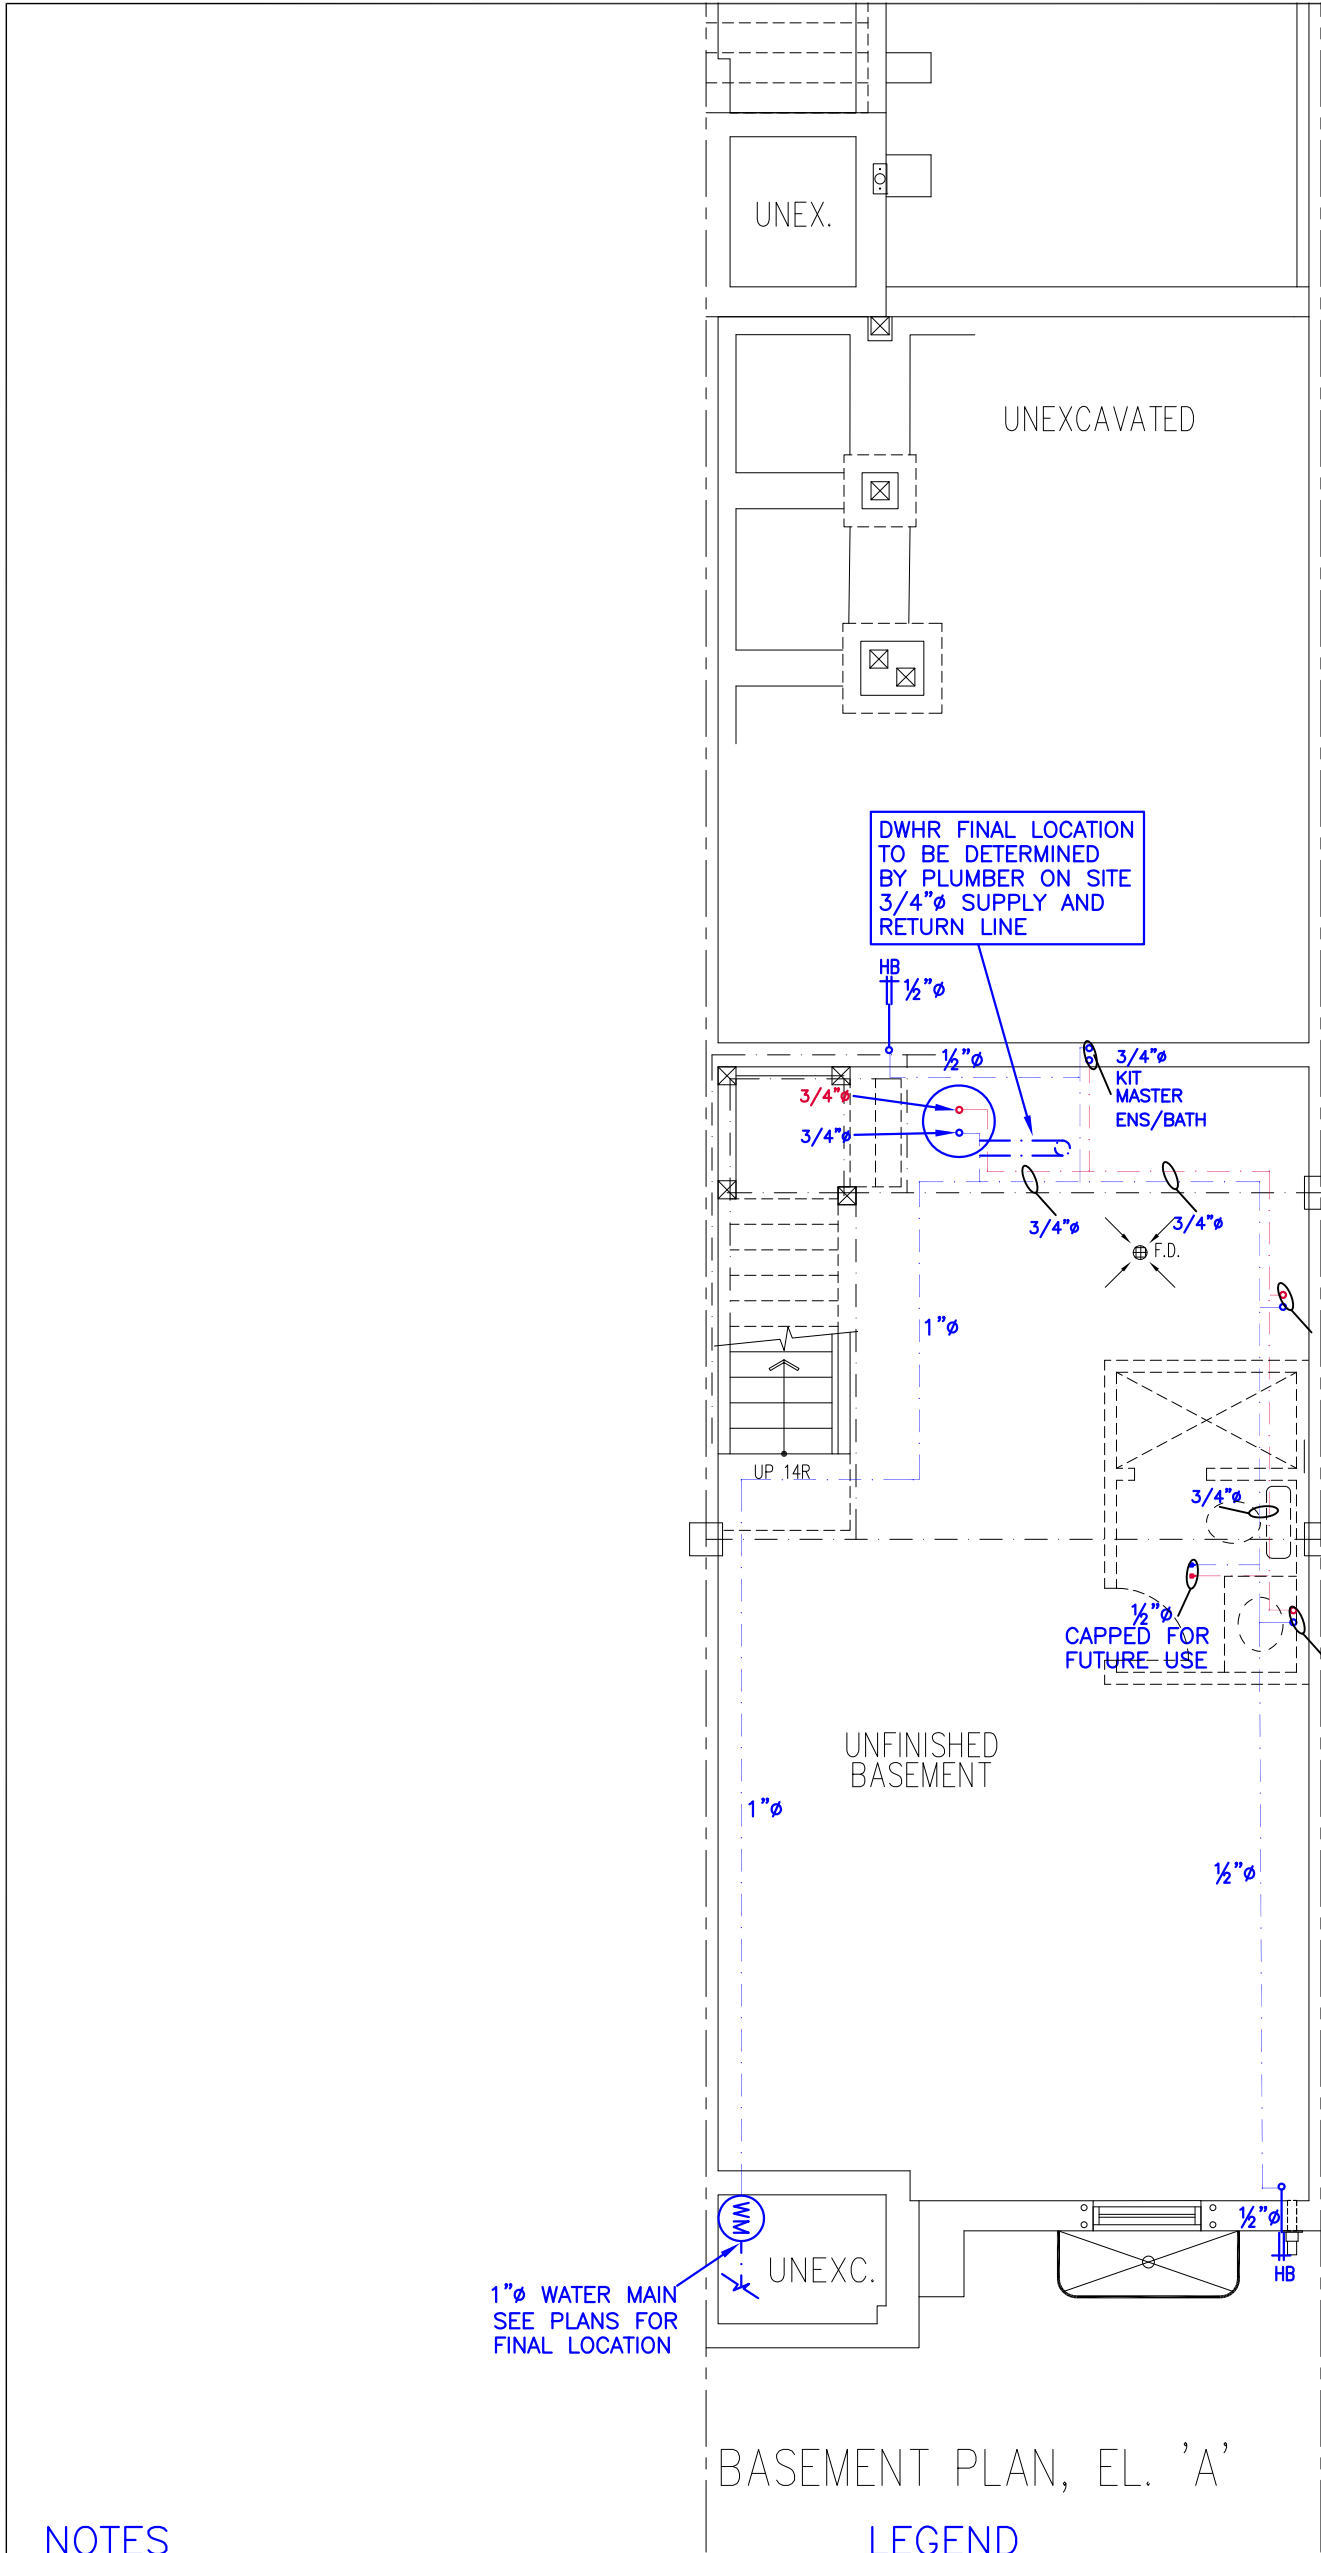 UNEX.
UNEXCAVATED
DWHR FINAL LOCATION
TO BE DETERMINED
BY PLUMBER ON SITE
3/4"ø SUPPLY AND
RETURN LINE
HB
½"ø
½"ø
3/4"ø
KIT
MASTER
ENS/BATH
3/4"ø
3/4"ø
3/4"ø
3/4"ø
F.D.
1"ø
UP 14R
3/4"ø
½"ø
CAPPED FOR
FUTURE USE
UNFINISHED
BASEMENT
1"ø
½"ø
WM
½"ø
HB
UNEXC.
1"ø WATER MAIN
SEE PLANS FOR
FINAL LOCATION
BASEMENT PLAN, EL. 'A'
NOTES
LEGEND